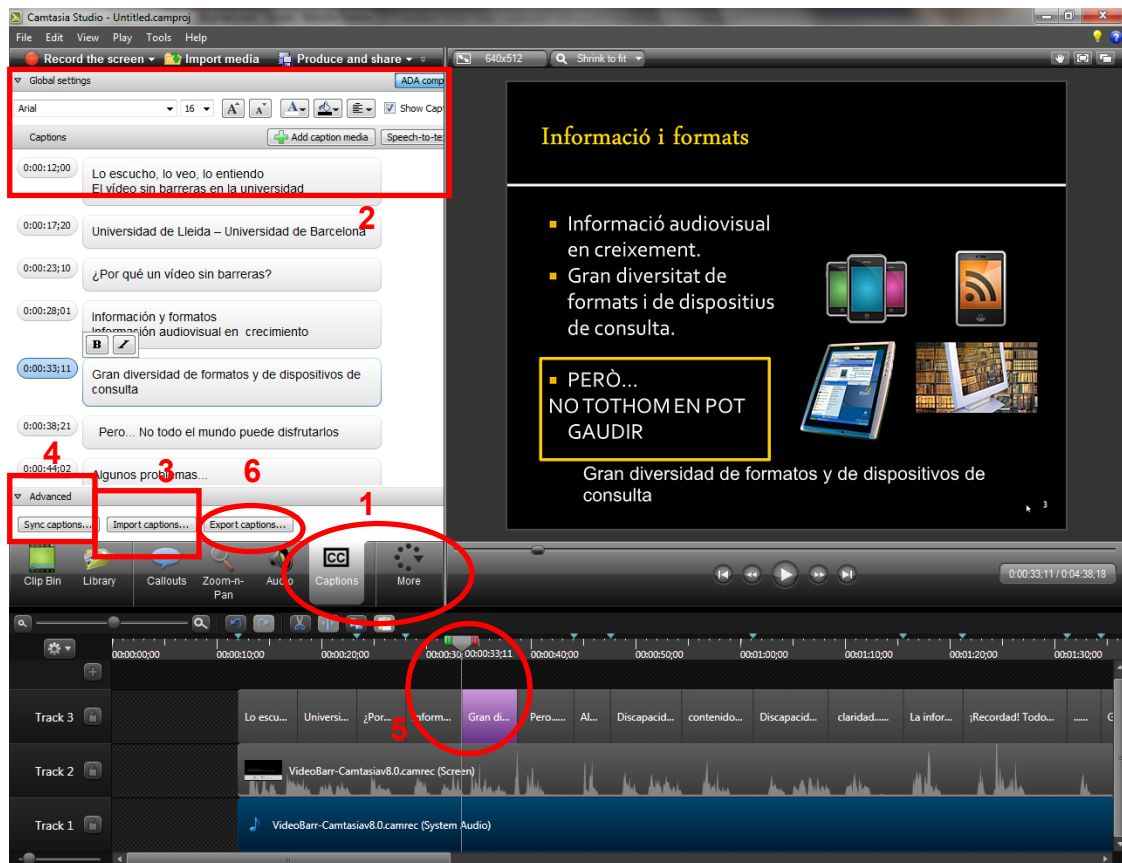 Camtasia Studio - Untitled.camproj
File Edit View Play Tools Help
Record the screen Import media Produce and share
640x512 Shrink to fit
Global settings ADA comp
Arial 16 A A A Show Cap
Captions Add caption media Speech-to-te
0:00:12;00 Lo escucho, lo veo, lo entiendo
El vídeo sin barreras en la universidad
2
0:00:17;20 Universidad de Lleida – Universidad de Barcelona
0:00:23;10 ¿Por qué un vídeo sin barreras?
0:00:28;01 Información y formatos
Información audiovisual en crecimiento
B I
0:00:33;11 Gran diversidad de formatos y de dispositivos de
consulta
0:00:38;21 Pero... No todo el mundo puede disfrutarlos
0:00:44;02 Algunos problemas...
4 3 6 1
Advanced
Sync captions... Import captions... Export captions...
Clip Bin Library Callouts Zoom-n-
Pan Audio CC Captions More
Informació i formats
Informació audiovisual
en creixement.
Gran diversitat de
formats i de dispositius
de consulta.
PERÒ...
NO TOTHOM EN POT
GAUDIR
Gran diversidad de formatos y de dispositivos de
consulta
3
0:00:33;11 / 0:04:38;18
00:00:00;00 00:00:10;00 00:00:20;00 00:00:30 00:00:33;11 00:00:40;00 00:00:50;00 00:01:00;00 00:01:10;00 00:01:20;00 00:01:30;00
Track 3 Lo escu... Universi... ¿Por... Inform... Gran di... Pero...... Al... Discapacid... contenido... Discapacid... claridad...... La infor... ¡Recordad! Todo... ...... G
5
Track 2 VideoBarr-Camtasiav8.0.camrec (Screen)
Track 1 VideoBarr-Camtasiav8.0.camrec (System Audio)